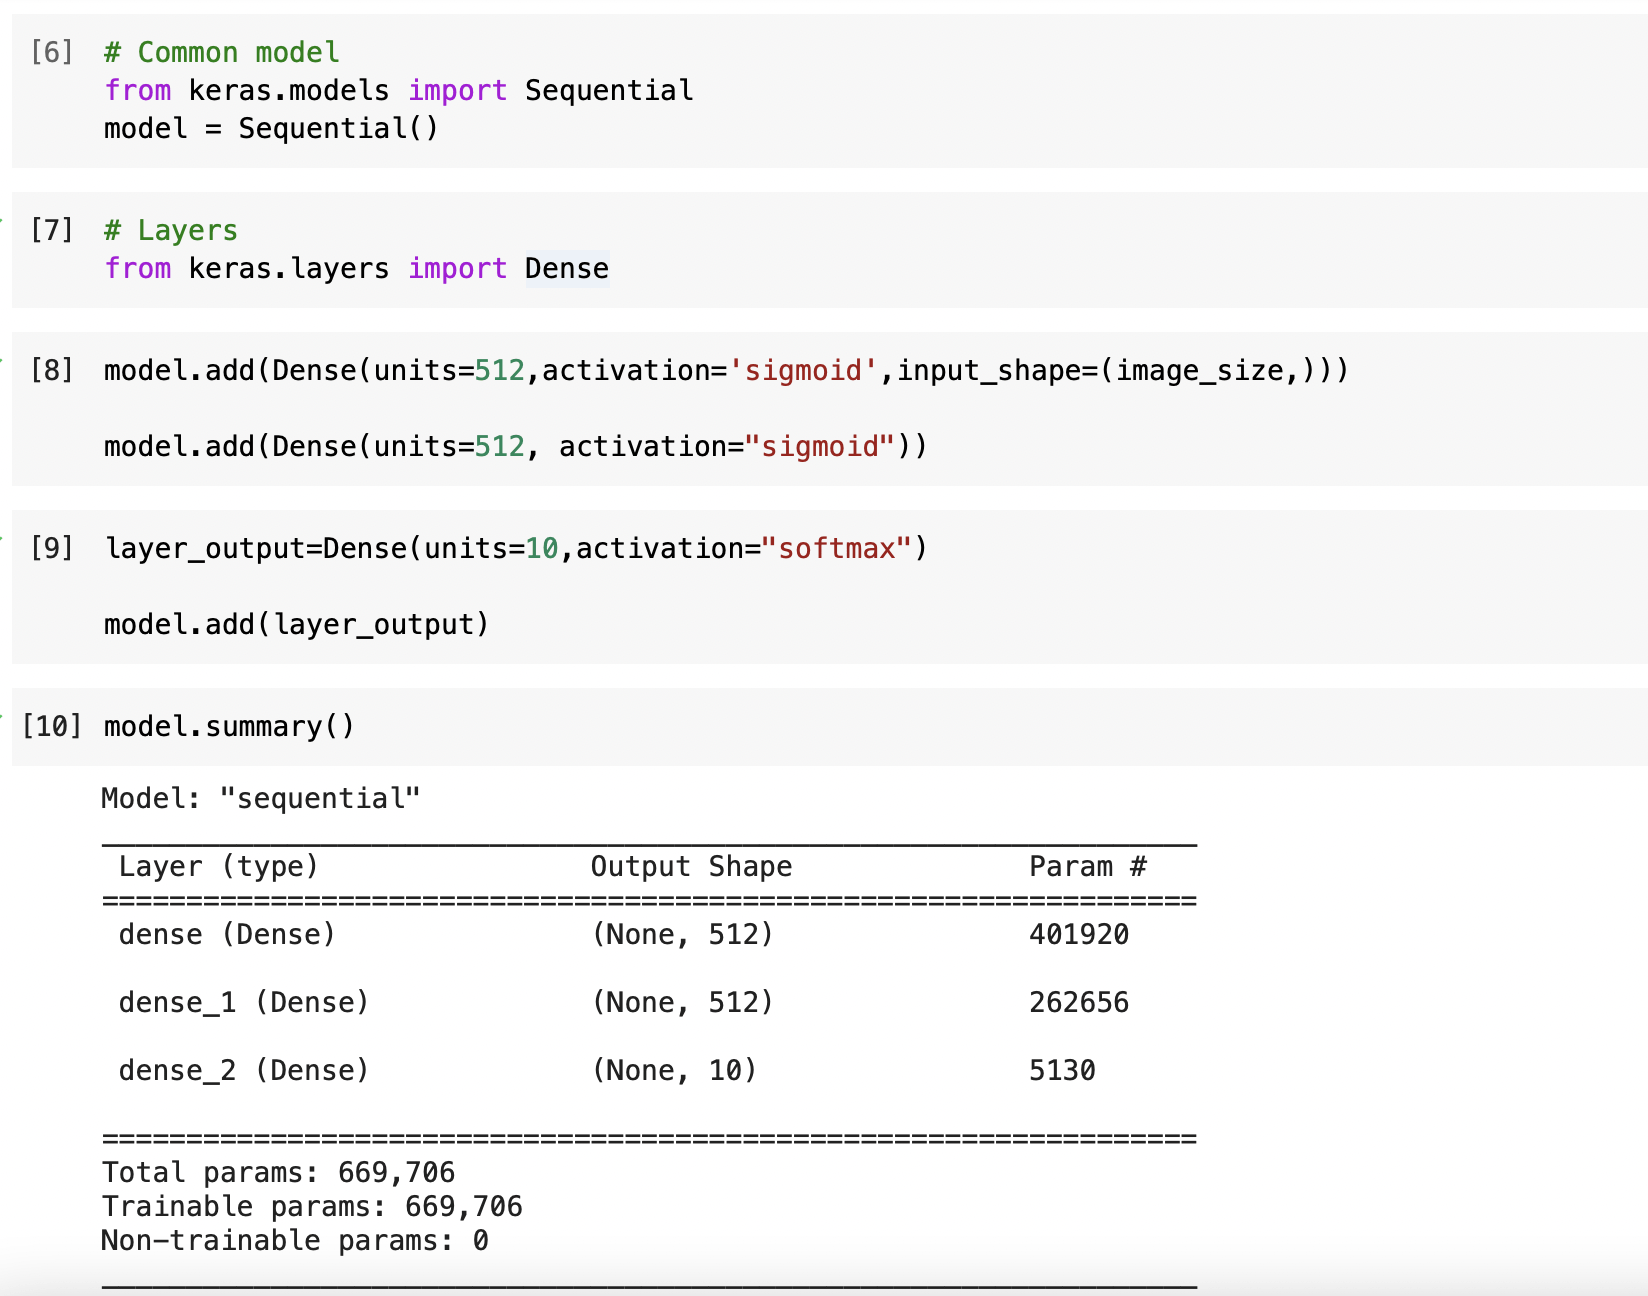 [6] # Common model
from keras.models import Sequential
model = Sequential()
[7] # Layers
from keras.layers import Dense
[8] model.add(Dense(units=512,activation='sigmoid',input_shape=(image_size,)))
model.add(Dense(units=512, activation="sigmoid"))
[9] layer_output=Dense(units=10,activation="softmax")
model.add(layer_output)
[10] model.summary()
Model: "sequential"
Layer (type) Output Shape Param #
=================================================================
dense (Dense) (None, 512) 401920
dense_1 (Dense) (None, 512) 262656
dense_2 (Dense) (None, 10) 5130
=================================================================
Total params: 669,706
Trainable params: 669,706
Non-trainable params: 0